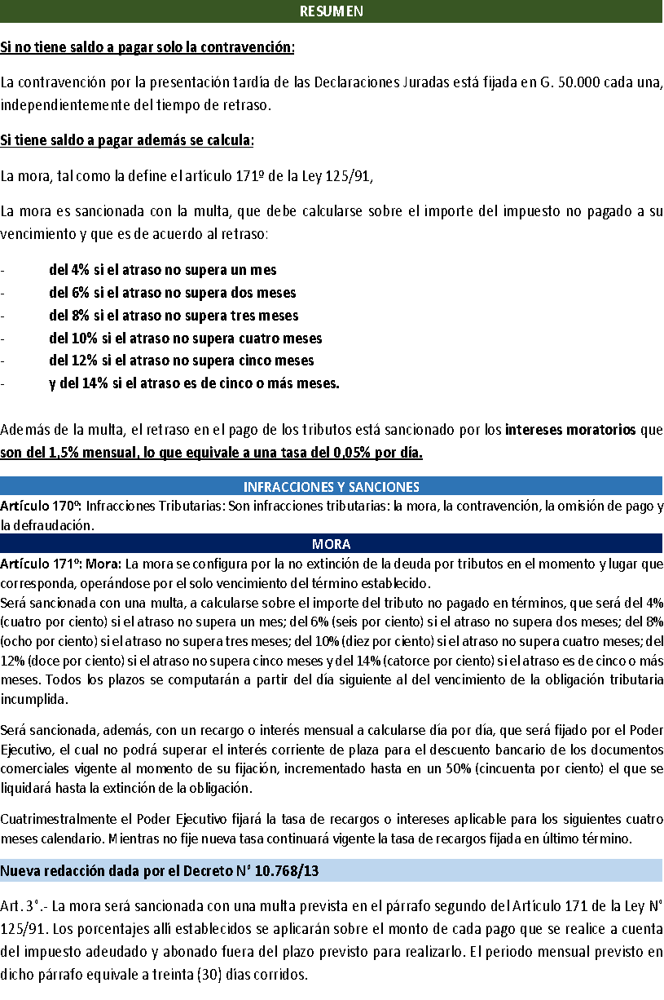 RESUMEN
Si no tiene saldo a pagar solo la contravención:
La contravención por la presentación tardía de las Declaraciones Juradas está fijada en G. 50.000 cada una,
independientemente del tiempo de retraso.
Si tiene saldo a pagar además se calcula:
La mora, tal como la define el artículo 171º de la Ley 125/91,
La mora es sancionada con la multa, que debe calcularse sobre el importe del impuesto no pagado a su
vencimiento y que es de acuerdo al retraso:
- del 4% si el atraso no supera un mes
- del 6% si el atraso no supera dos meses
- del 8% si el atraso no supera tres meses
- del 10% si el atraso no supera cuatro meses
- del 12% si el atraso no supera cinco meses
- y del 14% si el atraso es de cinco o más meses.
Además de la multa, el retraso en el pago de los tributos está sancionado por los intereses moratorios que
son del 1,5% mensual, lo que equivale a una tasa del 0,05% por día.
INFRACCIONES Y SANCIONES
Artículo 170º: Infracciones Tributarias: Son infracciones tributarias: la mora, la contravención, la omisión de pago y
la defraudación.
MORA
Artículo 171º: Mora: La mora se configura por la no extinción de la deuda por tributos en el momento y lugar que
corresponda, operándose por el solo vencimiento del término establecido.
Será sancionada con una multa, a calcularse sobre el importe del tributo no pagado en términos, que será del 4%
(cuatro por ciento) si el atraso no supera un mes; del 6% (seis por ciento) si el atraso no supera dos meses; del 8%
(ocho por ciento) si el atraso no supera tres meses; del 10% (diez por ciento) si el atraso no supera cuatro meses; del
12% (doce por ciento) si el atraso no supera cinco meses y del 14% (catorce por ciento) si el atraso es de cinco o más
meses. Todos los plazos se computarán a partir del día siguiente al del vencimiento de la obligación tributaria
incumplida.
Será sancionada, además, con un recargo o interés mensual a calcularse día por día, que será fijado por el Poder
Ejecutivo, el cual no podrá superar el interés corriente de plaza para el descuento bancario de los documentos
comerciales vigente al momento de su fijación, incrementado hasta en un 50% (cincuenta por ciento) el que se
liquidará hasta la extinción de la obligación.
Cuatrimestralmente el Poder Ejecutivo fijará la tasa de recargos o intereses aplicable para los siguientes cuatro
meses calendario. Mientras no fije nueva tasa continuará vigente la tasa de recargos fijada en último término.
Nueva redacción dada por el Decreto N° 10.768/13
Art. 3°.- La mora será sancionada con una multa prevista en el párrafo segundo del Artículo 171 de la Ley N°
125/91. Los porcentajes allí establecidos se aplicarán sobre el monto de cada pago que se realice a cuenta
del impuesto adeudado y abonado fuera del plazo previsto para realizarlo. El periodo mensual previsto en
dicho párrafo equivale a treinta (30) días corridos.